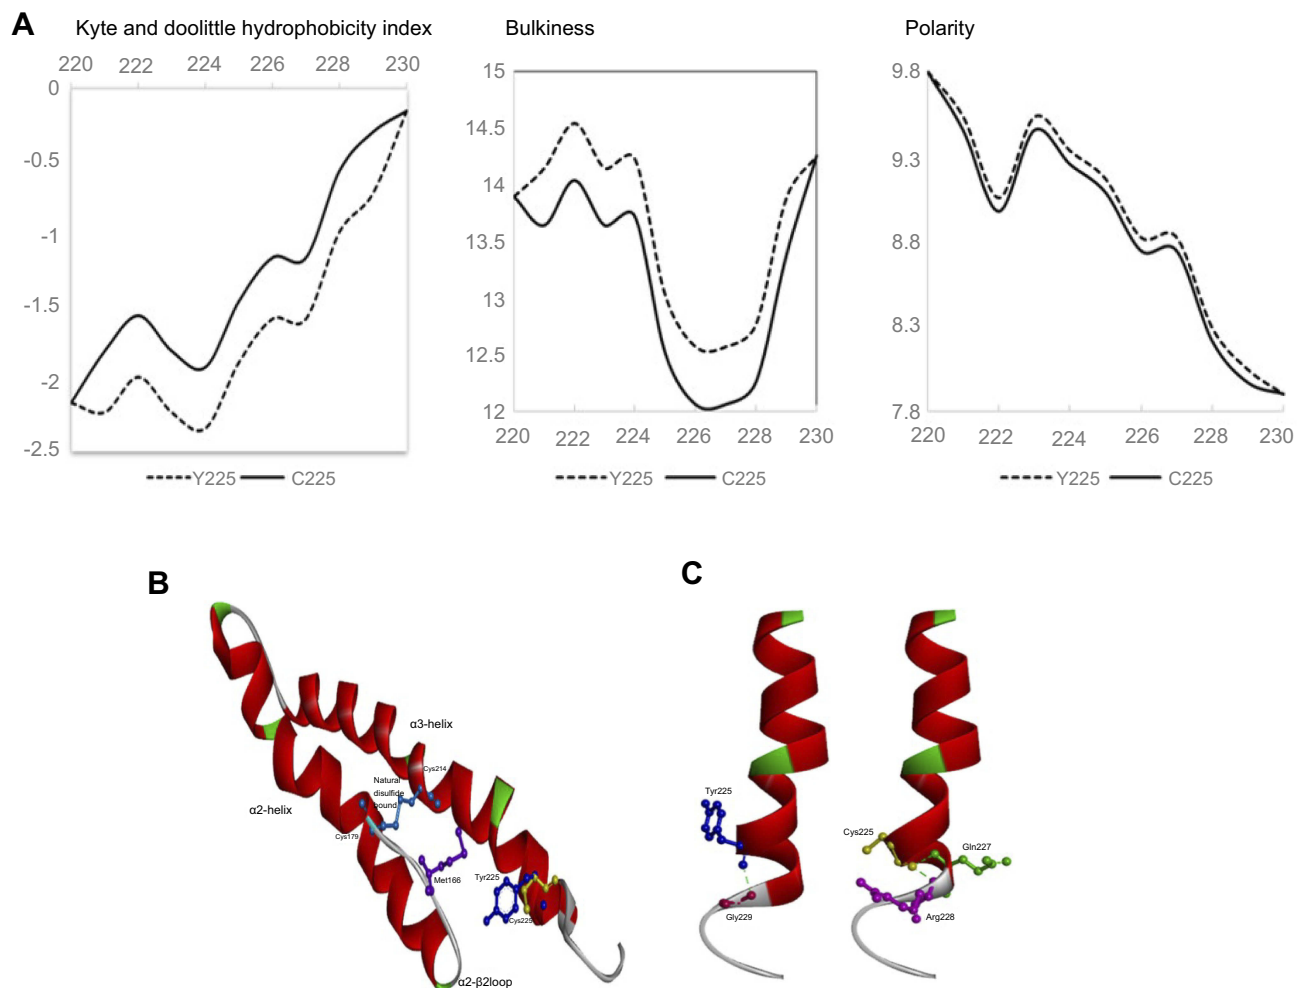 A
Kyte and doolittle hydrophobicity index
220 222 224 226 228 230
0
-0.5
-1
-1.5
-2
-2.5
Y225 C225
Bulkiness
15
14.5
14
13.5
13
12.5
12
220 222 224 226 228 230
Y225 C225
Polarity
9.8
9.3
8.8
8.3
7.8
220 222 224 226 228 230
Y225 C225
B
α3-helix
Cys214
Natural
disulfide
bound
α2-helix
Cys179
Met166
Tyr225
Cys225
α2-β2loop
C
Tyr225
Gly229
Cys225
Gln227
Arg228